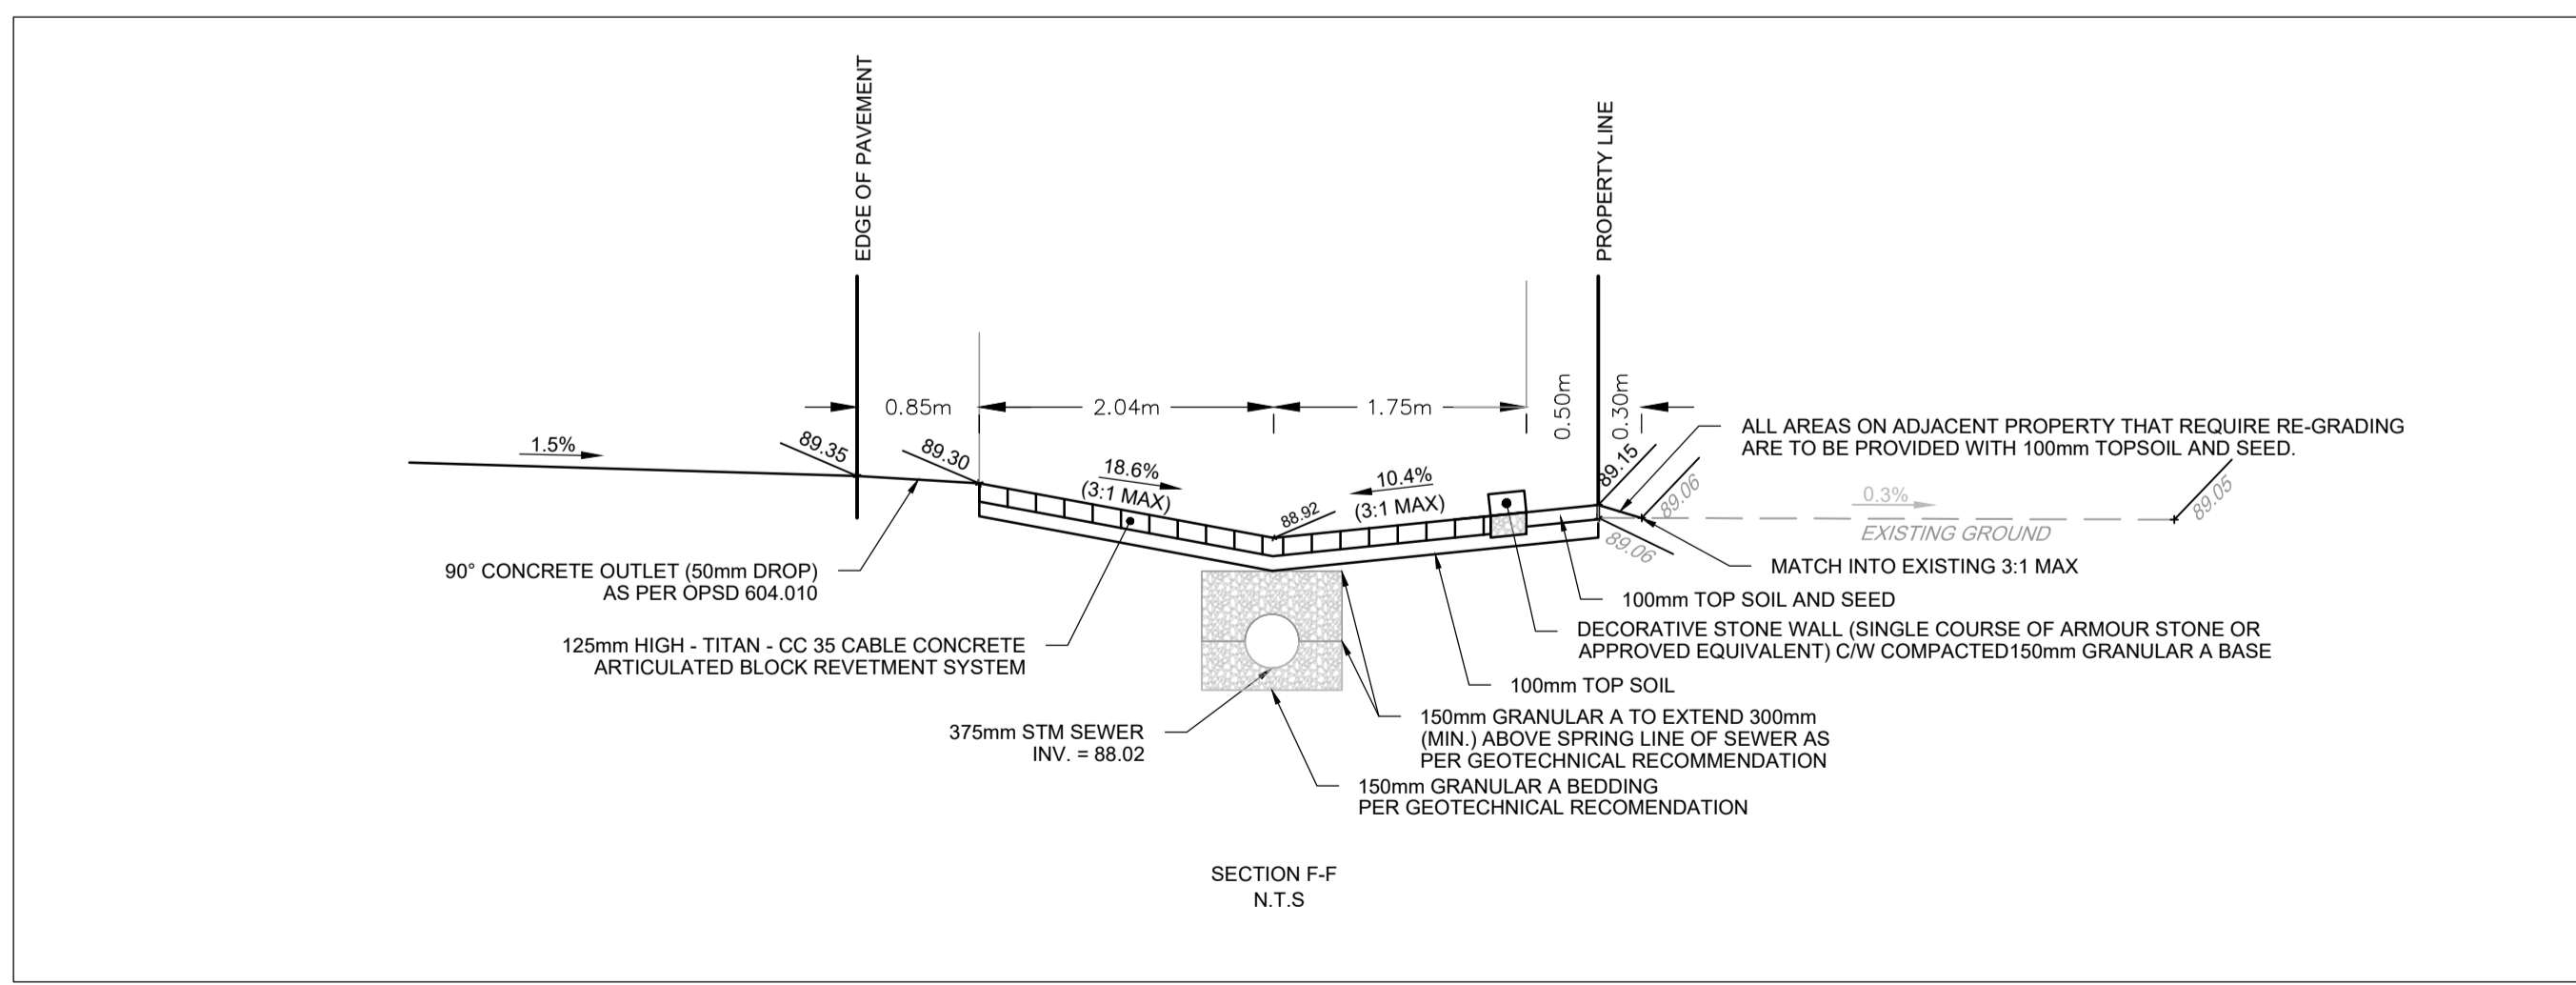 EDGE OF PAVEMENT
PROPERTY LINE
0.85m
2.04m
1.75m
0.50m
0.30m
1.5%
89.35
89.30
18.6%
(3:1 MAX)
88.92
10.4%
(3:1 MAX)
89.15
89.06
89.06
0.3%
EXISTING GROUND
89.05
ALL AREAS ON ADJACENT PROPERTY THAT REQUIRE RE-GRADING
ARE TO BE PROVIDED WITH 100mm TOPSOIL AND SEED.
MATCH INTO EXISTING 3:1 MAX
100mm TOP SOIL AND SEED
DECORATIVE STONE WALL (SINGLE COURSE OF ARMOUR STONE OR
APPROVED EQUIVALENT) C/W COMPACTED150mm GRANULAR A BASE
100mm TOP SOIL
150mm GRANULAR A TO EXTEND 300mm
(MIN.) ABOVE SPRING LINE OF SEWER AS
PER GEOTECHNICAL RECOMMENDATION
150mm GRANULAR A BEDDING
PER GEOTECHNICAL RECOMENDATION
90° CONCRETE OUTLET (50mm DROP)
AS PER OPSD 604.010
125mm HIGH - TITAN - CC 35 CABLE CONCRETE
ARTICULATED BLOCK REVETMENT SYSTEM
375mm STM SEWER
INV. = 88.02
SECTION F-F
N.T.S